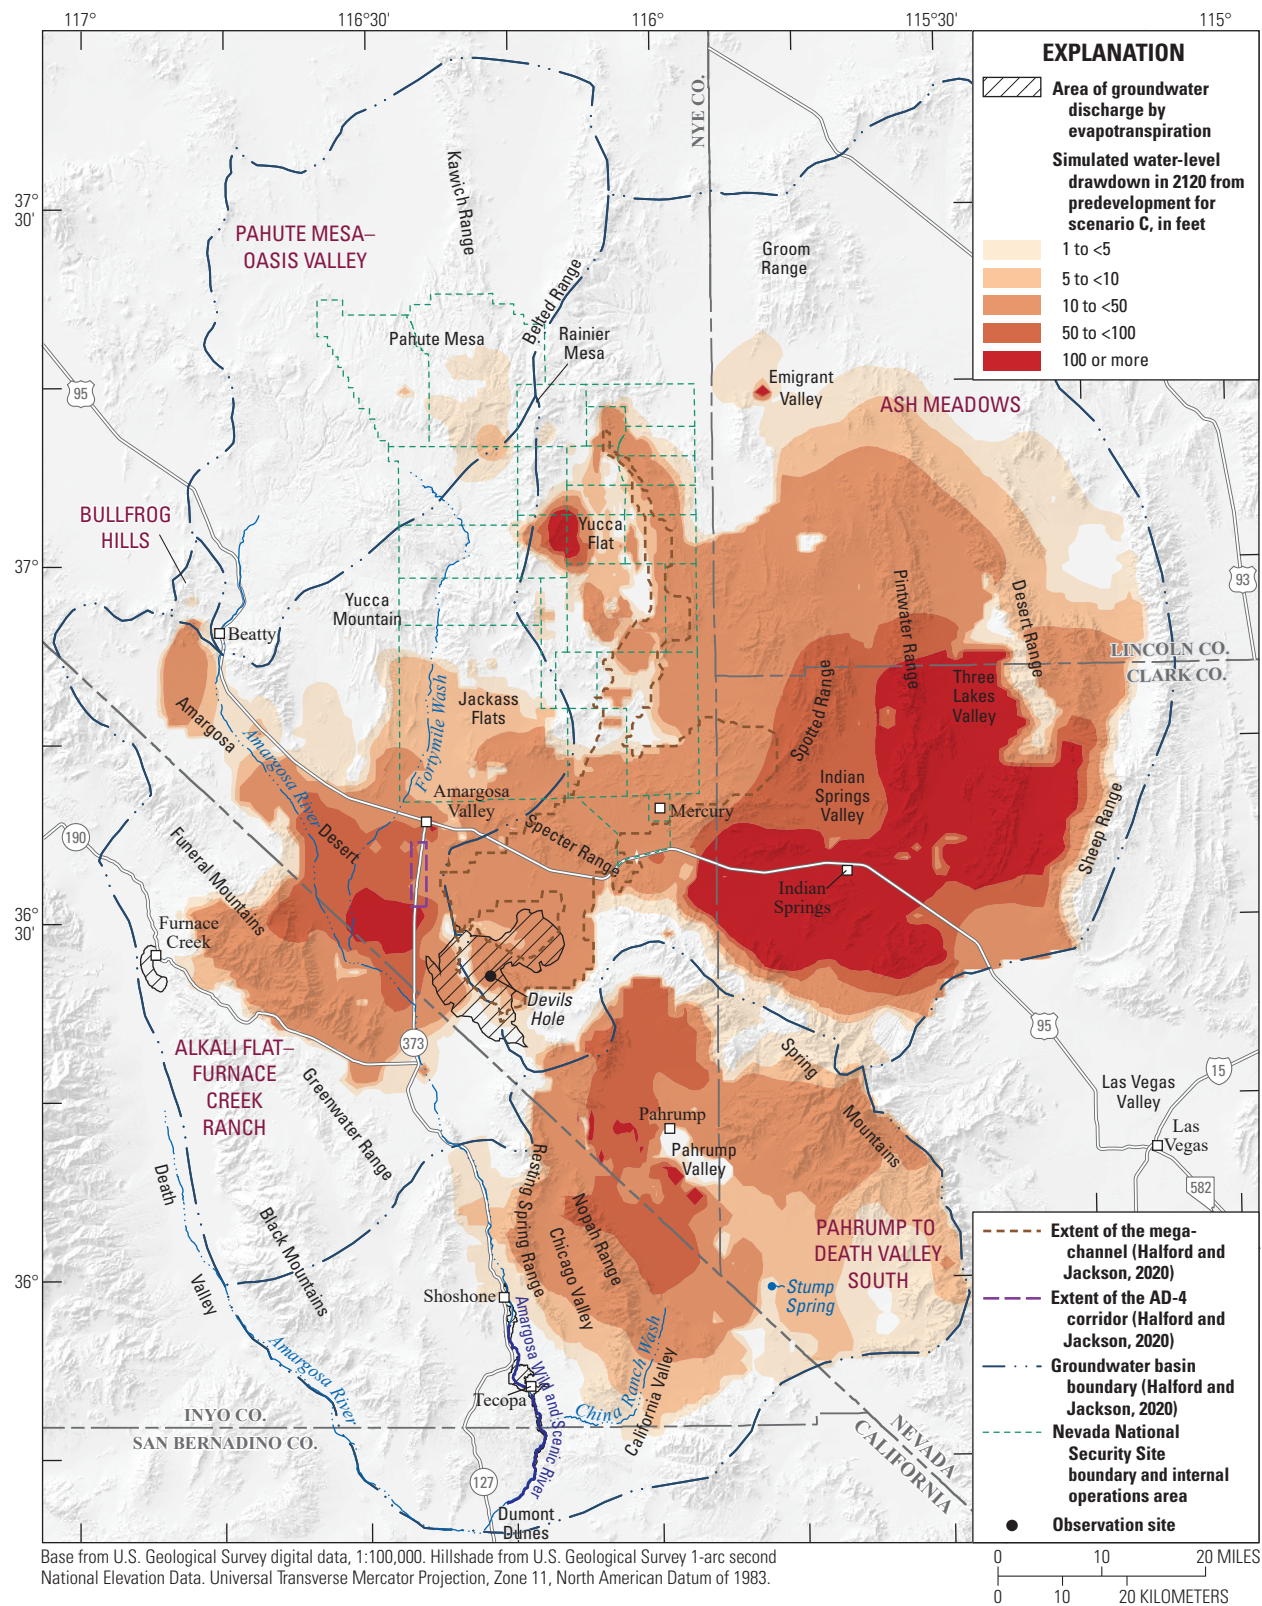 117°
116°30'
116°
115°30'
115°
37°
30'
37°
36°
30'
36°
EXPLANATION
Area of groundwater
discharge by
evapotranspiration
Simulated water-level
drawdown in 2120 from
predevelopment for
scenario C, in feet
1 to <5
5 to <10
10 to <50
50 to <100
100 or more
NYE CO.
Kawich Range
PAHUTE MESA–
OASIS VALLEY
Groom
Range
Belted Range
Pahute Mesa
Rainier
Mesa
Emigrant
Valley
ASH MEADOWS
95
BULLFROG
HILLS
Yucca
Flat
93
Pintwater Range
Desert Range
Yucca
Mountain
Beatty
LINCOLN CO.
CLARK CO.
Three
Lakes
Valley
Spotted Range
Jackass
Flats
Fortymile Wash
Amargosa
Desert
Amargosa River
Amargosa
Valley
Indian
Springs
Valley
Mercury
Specter Range
Sheep Range
190
Funeral Mountains
Indian
Springs
Furnace
Creek
Devils
Hole
95
373
Spring
Mountains
ALKALI FLAT–
FURNACE
CREEK
RANCH
Greenwater Range
Las Vegas
Valley
15
Las
Vegas
582
Pahrump
Pahrump
Valley
Resting Spring Range
Nopah Range
Chicago Valley
Death
Valley
Black Mountains
PAHRUMP TO
DEATH VALLEY
SOUTH
Stump
Spring
Shoshone
Amargosa Wild and Scenic River
Amargosa River
China Ranch Wash
California Valley
Tecopa
INYO CO.
SAN BERNADINO CO.
NEVADA
CALIFORNIA
127
Dumont
Dunes
Extent of the mega-
channel (Halford and
Jackson, 2020)
Extent of the AD-4
corridor (Halford and
Jackson, 2020)
Groundwater basin
boundary (Halford and
Jackson, 2020)
Nevada National
Security Site
boundary and internal
operations area
Observation site
Base from U.S. Geological Survey digital data, 1:100,000. Hillshade from U.S. Geological Survey 1-arc second
National Elevation Data. Universal Transverse Mercator Projection, Zone 11, North American Datum of 1983.
0 10 20 MILES
0 10 20 KILOMETERS